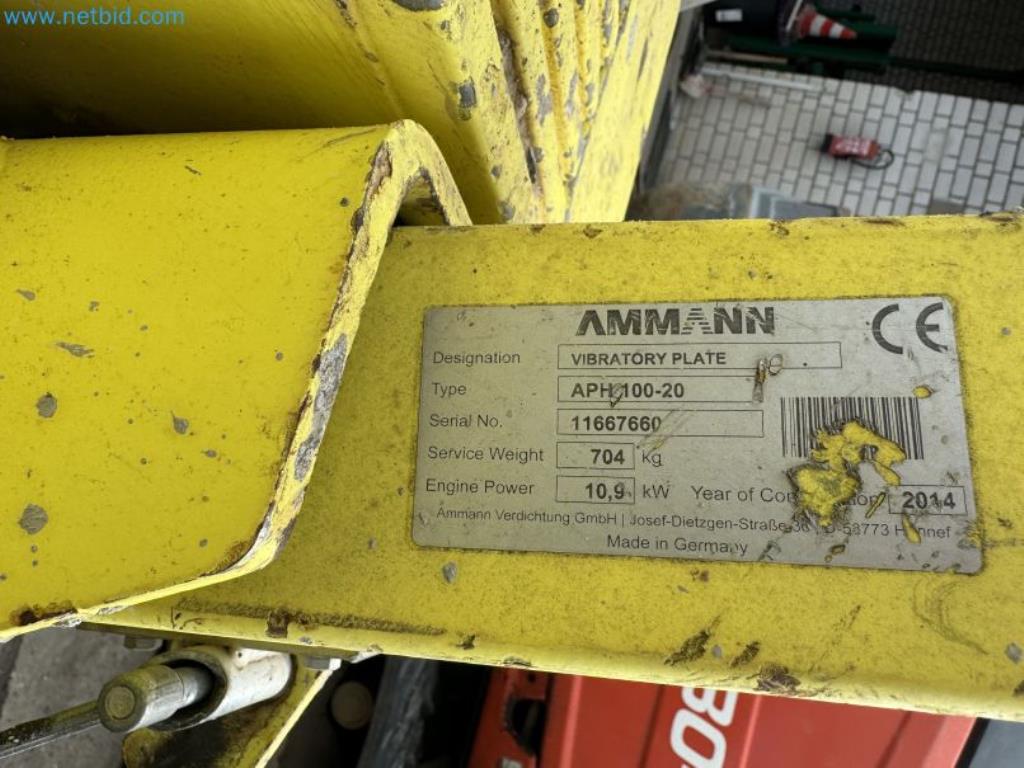 www.netbid.com
AMMANN CE
Designation VIBRATORY PLATE
Type APH 100-20
Serial No. 11667660
Service Weight 704 kg
Engine Power 10,9 kW Year of 2014
Ammann Verdichtung GmbH | Josef-Dietzgen-Straße
Made in Germany
80